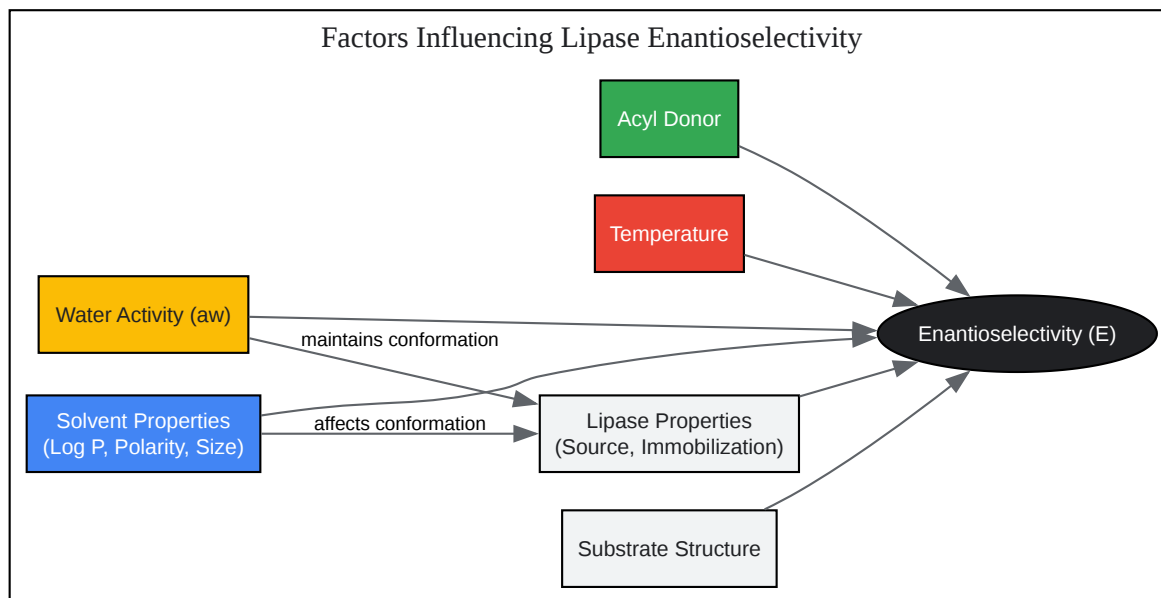 Factors Influencing Lipase Enantioselectivity
Acyl Donor
Temperature
Water Activity (aw)
maintains conformation
Enantioselectivity (E)
Solvent Properties
(Log P, Polarity, Size)
affects conformation
Lipase Properties
(Source, Immobilization)
Substrate Structure